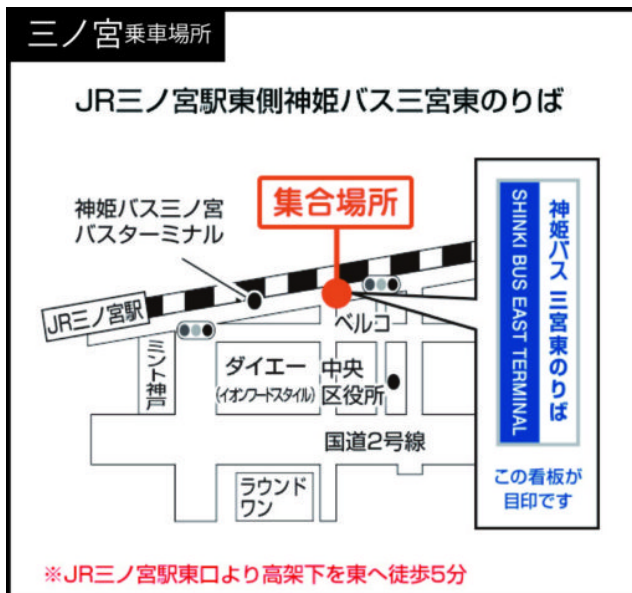 三ノ宮乗車場所
JR三ノ宮駅東側神姫バス三宮東のりば
神姫バス三ノ宮
バスターミナル
集合場所
JR三ノ宮駅
ミント神戸
ベルコ
ダイエー
(イオンフードスタイル)
中央
区役所
国道2号線
ラウンド
ワン
神姫バス 三宮東のりば
SHINKI BUS EAST TERMINAL
この看板が
目印です
※JR三ノ宮駅東口より高架下を東へ徒歩5分